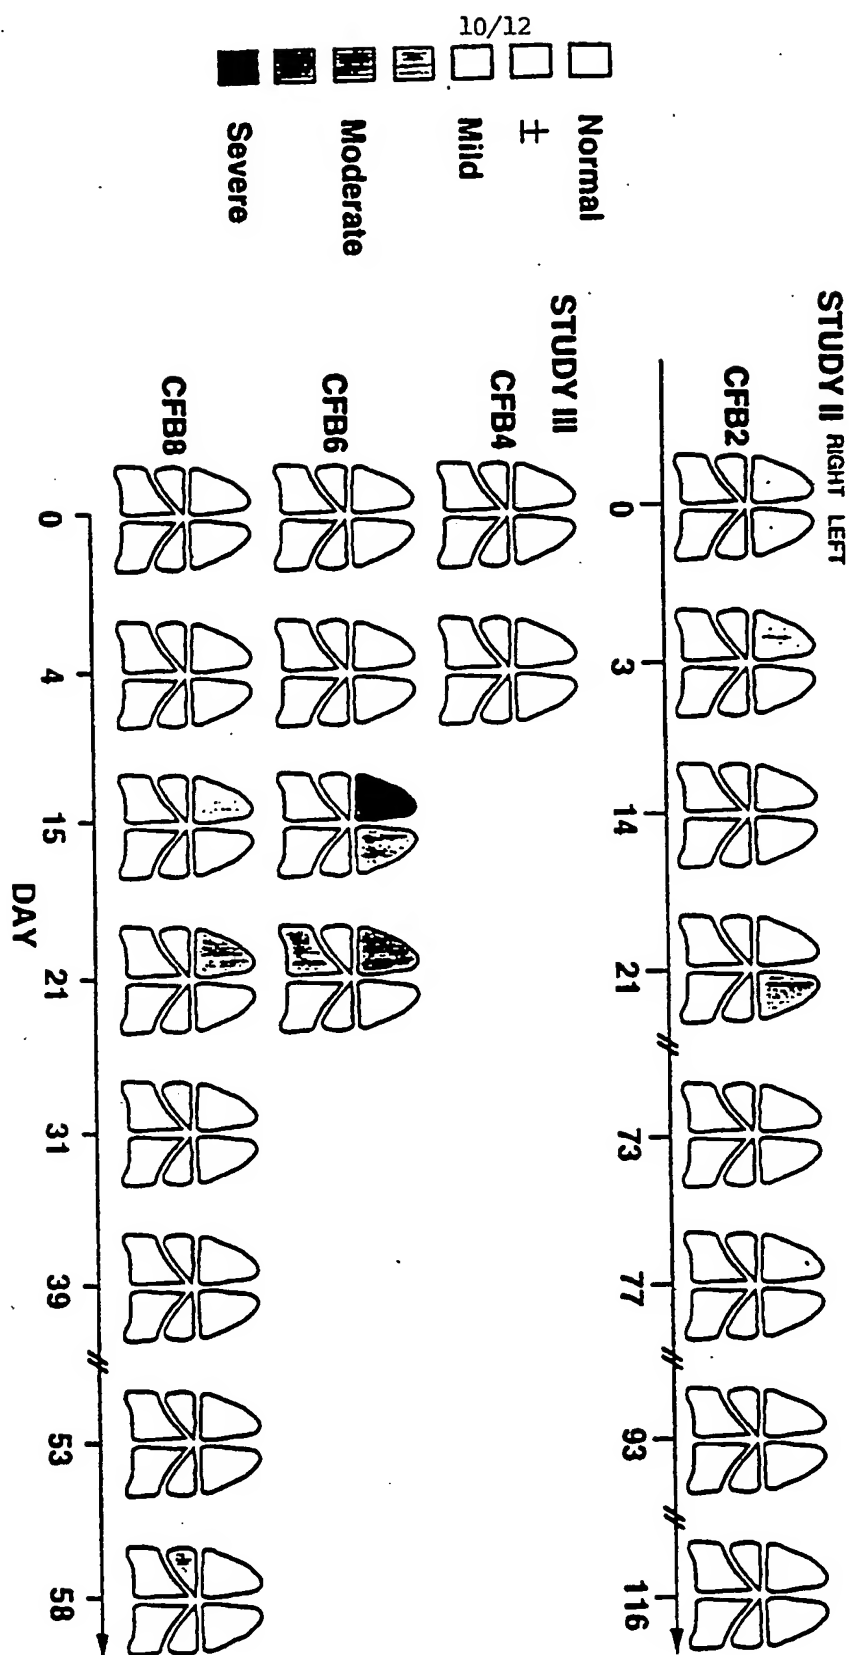 10/12
Normal
±
Mild
Moderate
Severe
STUDY II RIGHT LEFT
CFB2
0 3 14 21 73 77 93 116
STUDY III
CFB4
CFB6
CFB8
0 4 15 21 31 39 53 58
DAY